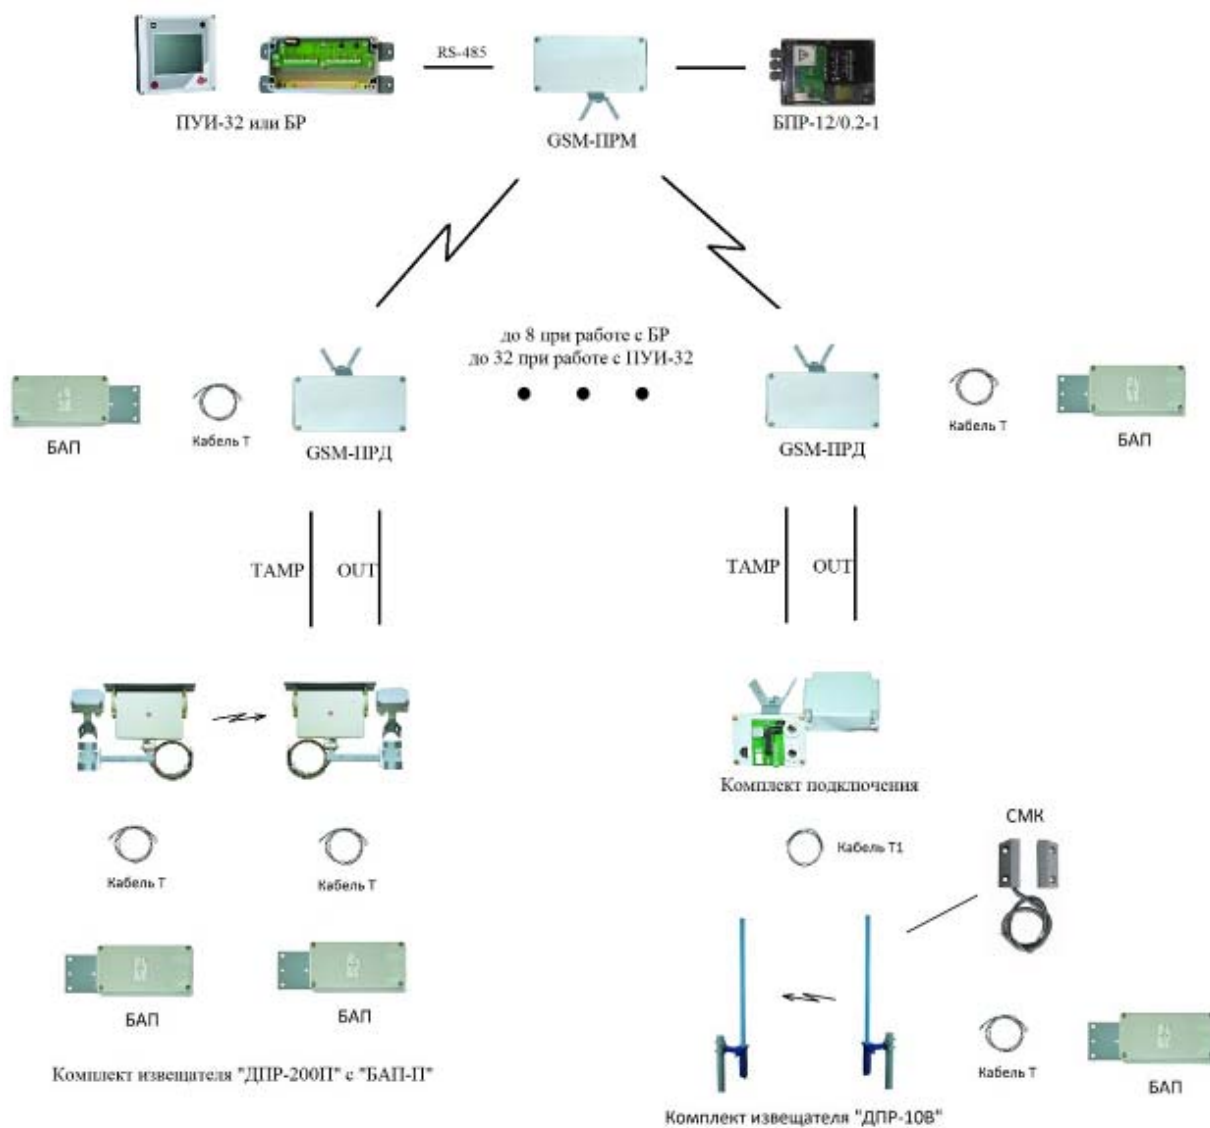 RS-485
ПУИ-32 или БР
GSM-ПРМ
БПР-12/0.2-1
до 8 при работе с БР
до 32 при работе с ПУИ-32
БАП
Кабель Т
GSM-ПРД
GSM-ПРД
Кабель Т
БАП
TAMP
OUT
TAMP
OUT
Комплект подключения
СМК
Кабель Т1
Кабель Т
Кабель Т
БАП
БАП
Комплект извещателя "ДПР-200П" с "БАП-П"
Кабель Т
БАП
Комплект извещателя "ДПР-10В"